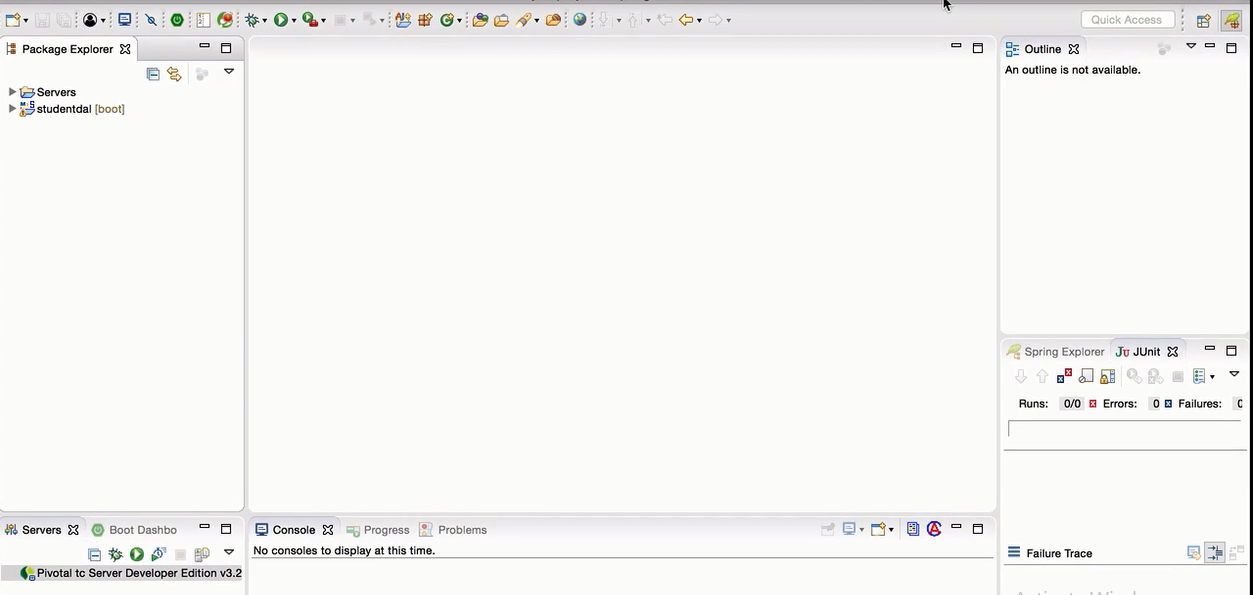 Quick Access
Package Explorer
Servers
studentdal [boot]
Outline
An outline is not available.
Spring Explorer
JUnit
Runs: 0/0 Errors: 0 Failures: 0
Failure Trace
Servers
Boot Dashbo
Pivotal tc Server Developer Edition v3.2
Console
Progress
Problems
No consoles to display at this time.